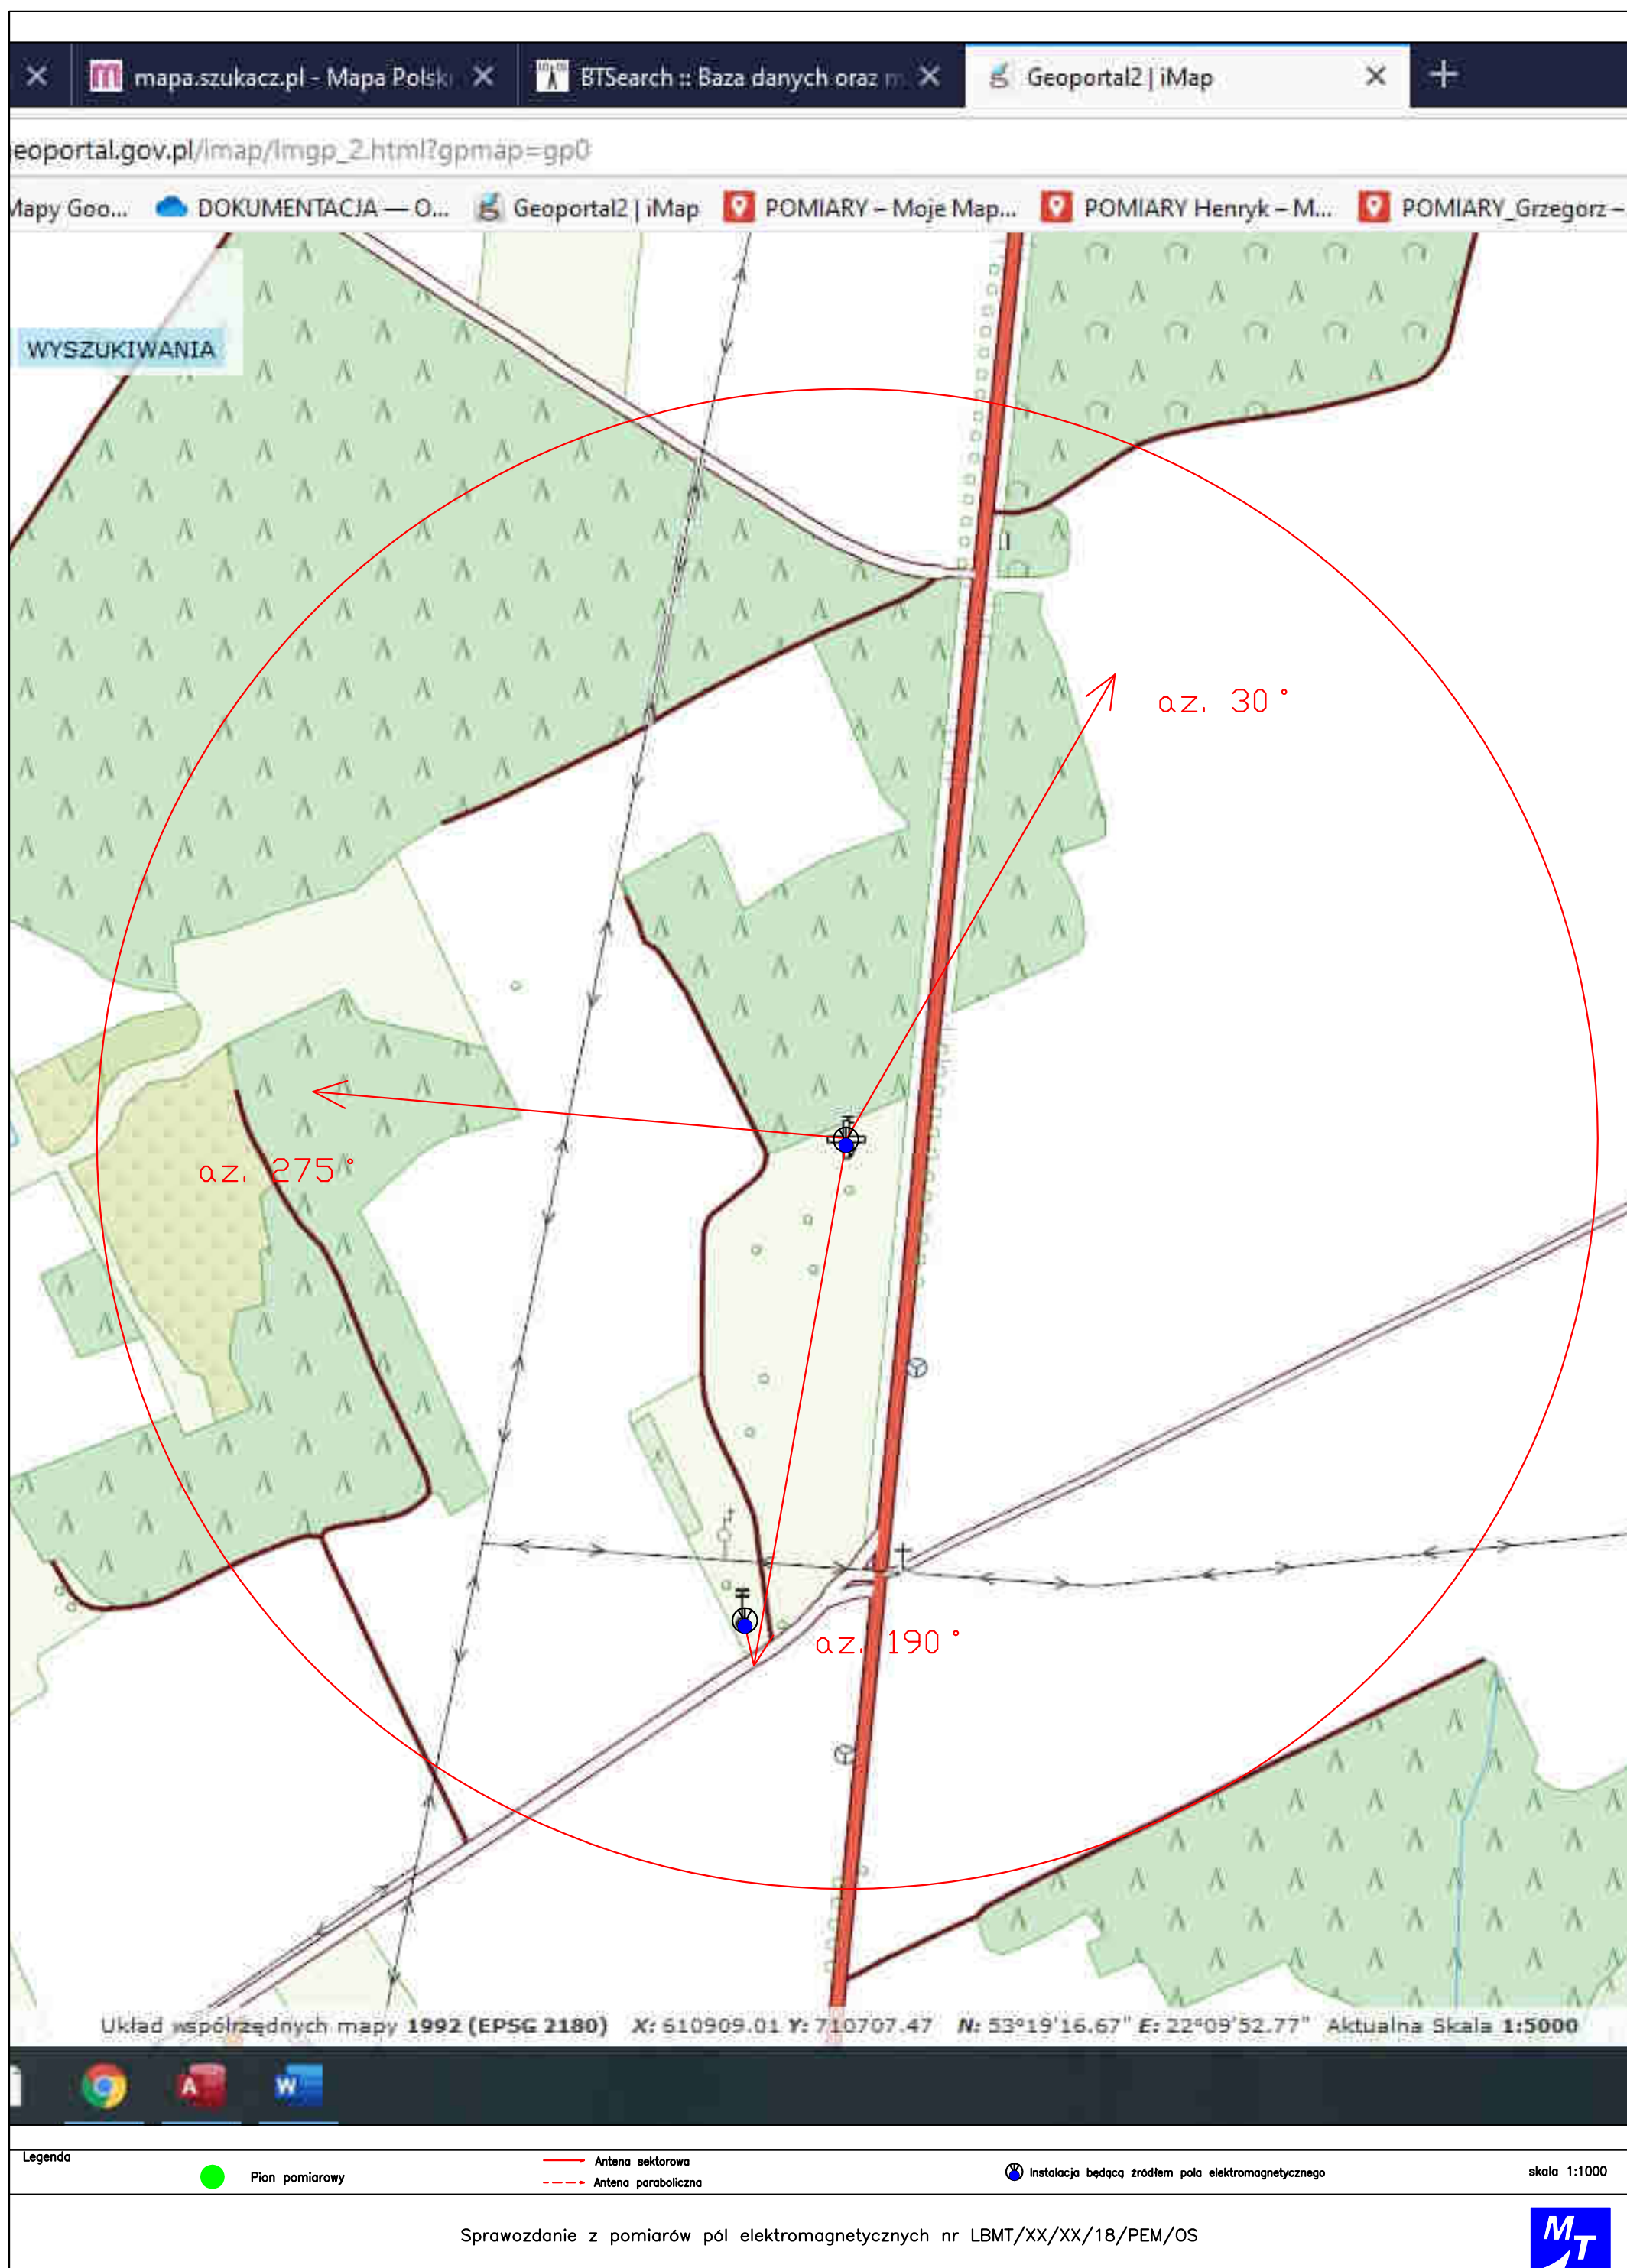 mapa.szukacz.pl - Mapa Polski
BTSearch :: Baza danych oraz m
Geoportal2 | iMap
eoportal.gov.pl/imap/Imgp_2.html?gpmap=gp0
Mapy Goo...
DOKUMENTACJA — O...
Geoportal2 | iMap
POMIARY – Moje Map...
POMIARY Henryk – M...
POMIARY_Grzegorz –
WYSZUKIWANIA
az. 30°
az. 275°
az. 190°
Układ współrzędnych mapy 1992 (EPSG 2180) X: 610909.01 Y: 710707.47 N: 53°19'16.67" E: 22°09'52.77" Aktualna Skala 1:5000
A
W
Legenda
Pion pomiarowy
Antena sektorowa
Antena paraboliczna
Instalacja będącą źródłem pola elektromagnetycznego
skala 1:1000
Sprawozdanie z pomiarów pól elektromagnetycznych nr LBMT/XX/XX/18/PEM/OS
MT